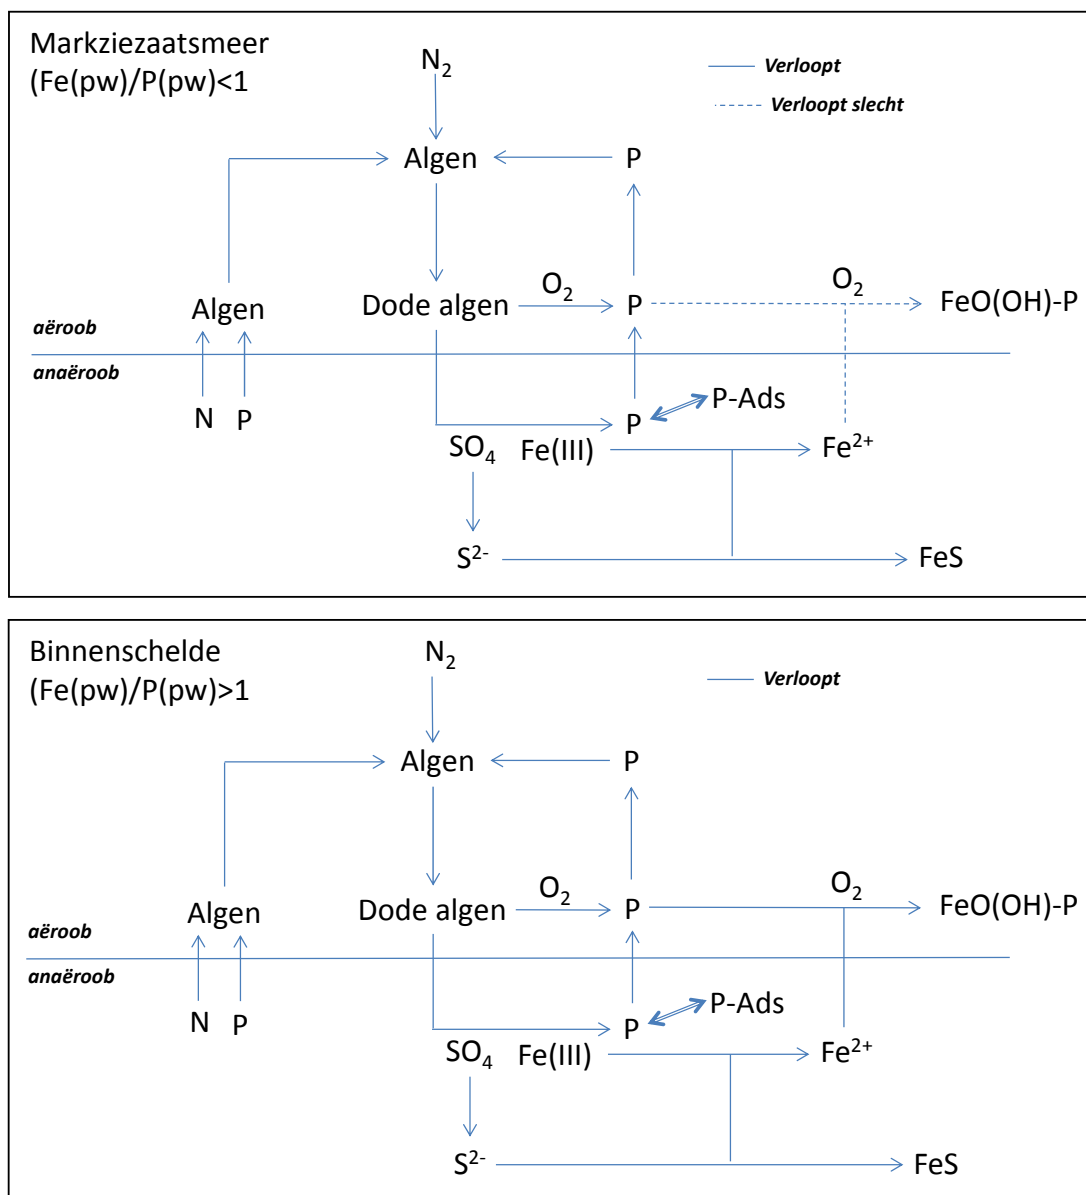 Markziezaatsmeer
(Fe(pw)/P(pw)<1
N₂
Verloopt
Verloopt slecht
Algen
P
Algen
Dode algen
O₂
P
O₂
FeO(OH)-P
aëroob
anaëroob
N
P
P
P-Ads
SO₄
Fe(III)
Fe²⁺
S²⁻
FeS
Binnenschelde
(Fe(pw)/P(pw)>1
N₂
Verloopt
Algen
P
Algen
Dode algen
O₂
P
O₂
FeO(OH)-P
aëroob
anaëroob
N
P
P
P-Ads
SO₄
Fe(III)
Fe²⁺
S²⁻
FeS